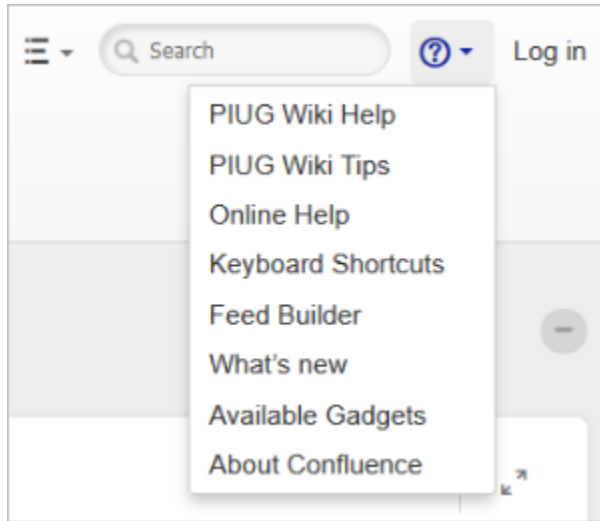 Search
Log in
PIUG Wiki Help
PIUG Wiki Tips
Online Help
Keyboard Shortcuts
Feed Builder
What's new
Available Gadgets
About Confluence